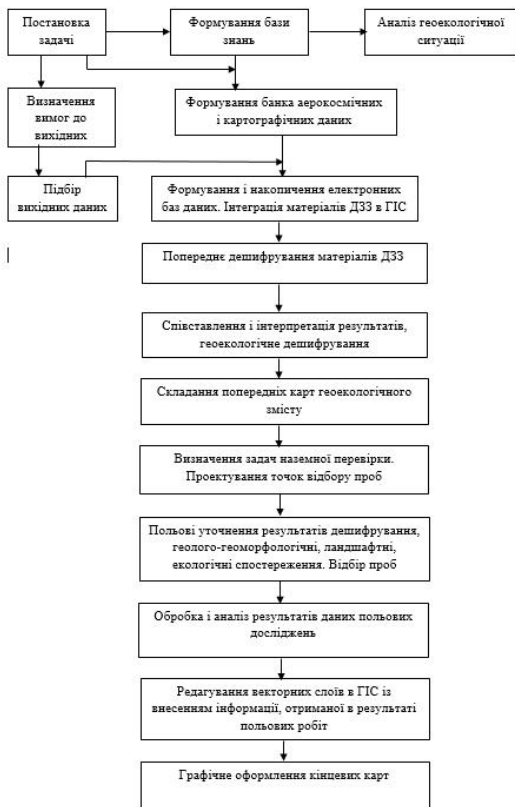 Постановка
задачі
Формування бази
знань
Аналіз геоекологічної
ситуації
Визначення
вимог до
вихідних
Формування банка аерокосмічних
і картографічних даних
Підбір
вихідних даних
Формування і накопичення електронних
баз даних. Інтеграція матеріалів ДЗЗ в ГІС
Попереднє дешифрування матеріалів ДЗЗ
Співставлення і інтерпретація результатів,
геоекологічне дешифрування
Складання попередніх карт геоекологічного
змісту
Визначення задач наземної перевірки.
Проектування точок відбору проб
Польові уточнення результатів дешифрування,
геолого-геоморфологічні, ландшафтні,
екологічні спостереження. Відбір проб
Обробка і аналіз результатів даних польових
досліджень
Редагування векторних слоїв в ГІС із
внесенням інформації, отриманої в результаті
польових робіт
Графічне оформлення кінцевих карт